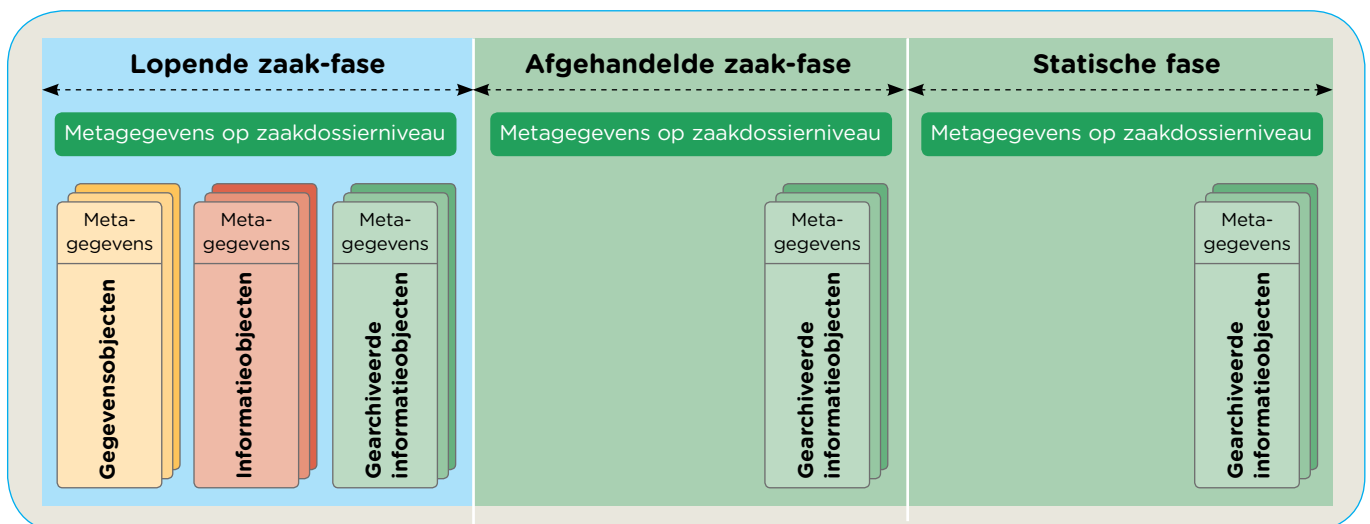 Lopende zaak-fase
Afgehandelde zaak-fase
Statische fase
Metagegevens op zaakdossierniveau
Metagegevens op zaakdossierniveau
Metagegevens op zaakdossierniveau
Meta-
gegevens
Gegevensobjecten
Meta-
gegevens
Informatieobjecten
Meta-
gegevens
Gearchiveerde
informatieobjecten
Meta-
gegevens
Gearchiveerde
informatieobjecten
Meta-
gegevens
Gearchiveerde
informatieobjecten